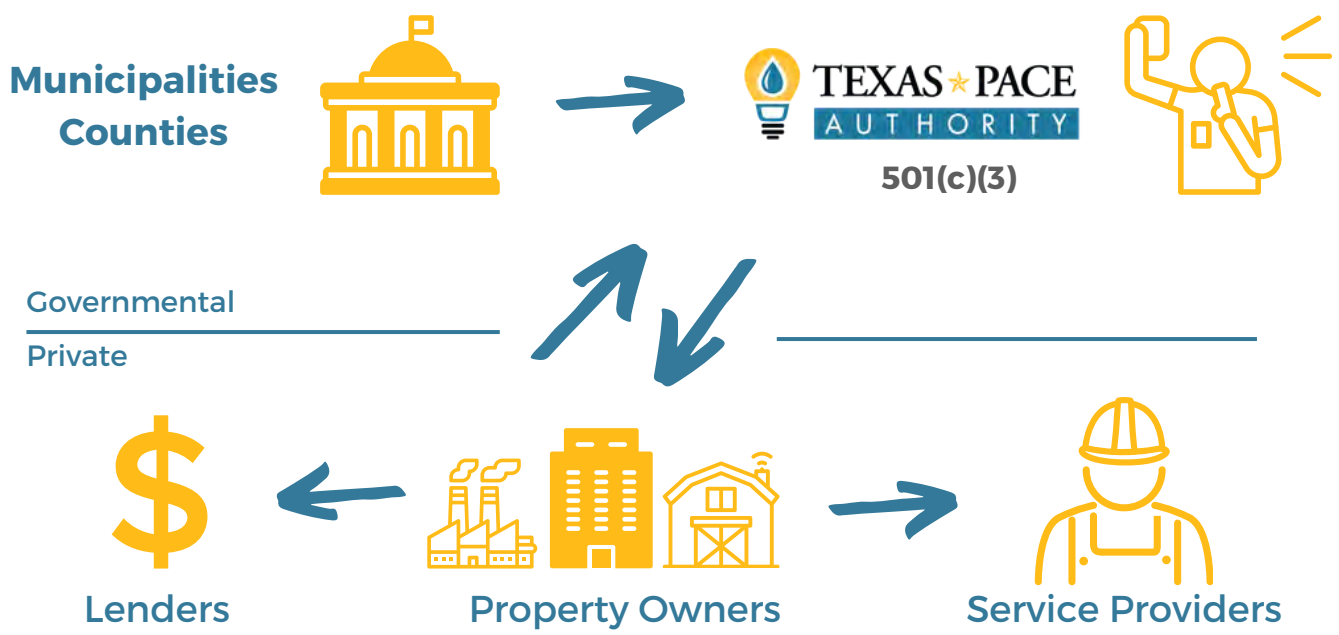 Municipalities
Counties
TEXAS PACE
AUTHORITY
501(c)(3)
Governmental
Private
$
Lenders
Property Owners
Service Providers